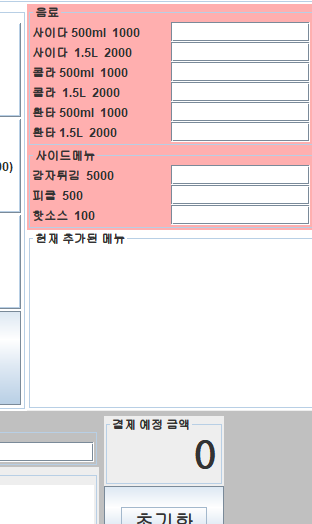 음료
사이다 500ml 1000
사이다 1.5L 2000
콜라 500ml 1000
콜라 1.5L 2000
환타 500ml 1000
환타 1.5L 2000
사이드메뉴
감자튀김 5000
피클 500
핫소스 100
00)
현재 추가된 메뉴
결제 예정 금액
0
초기화